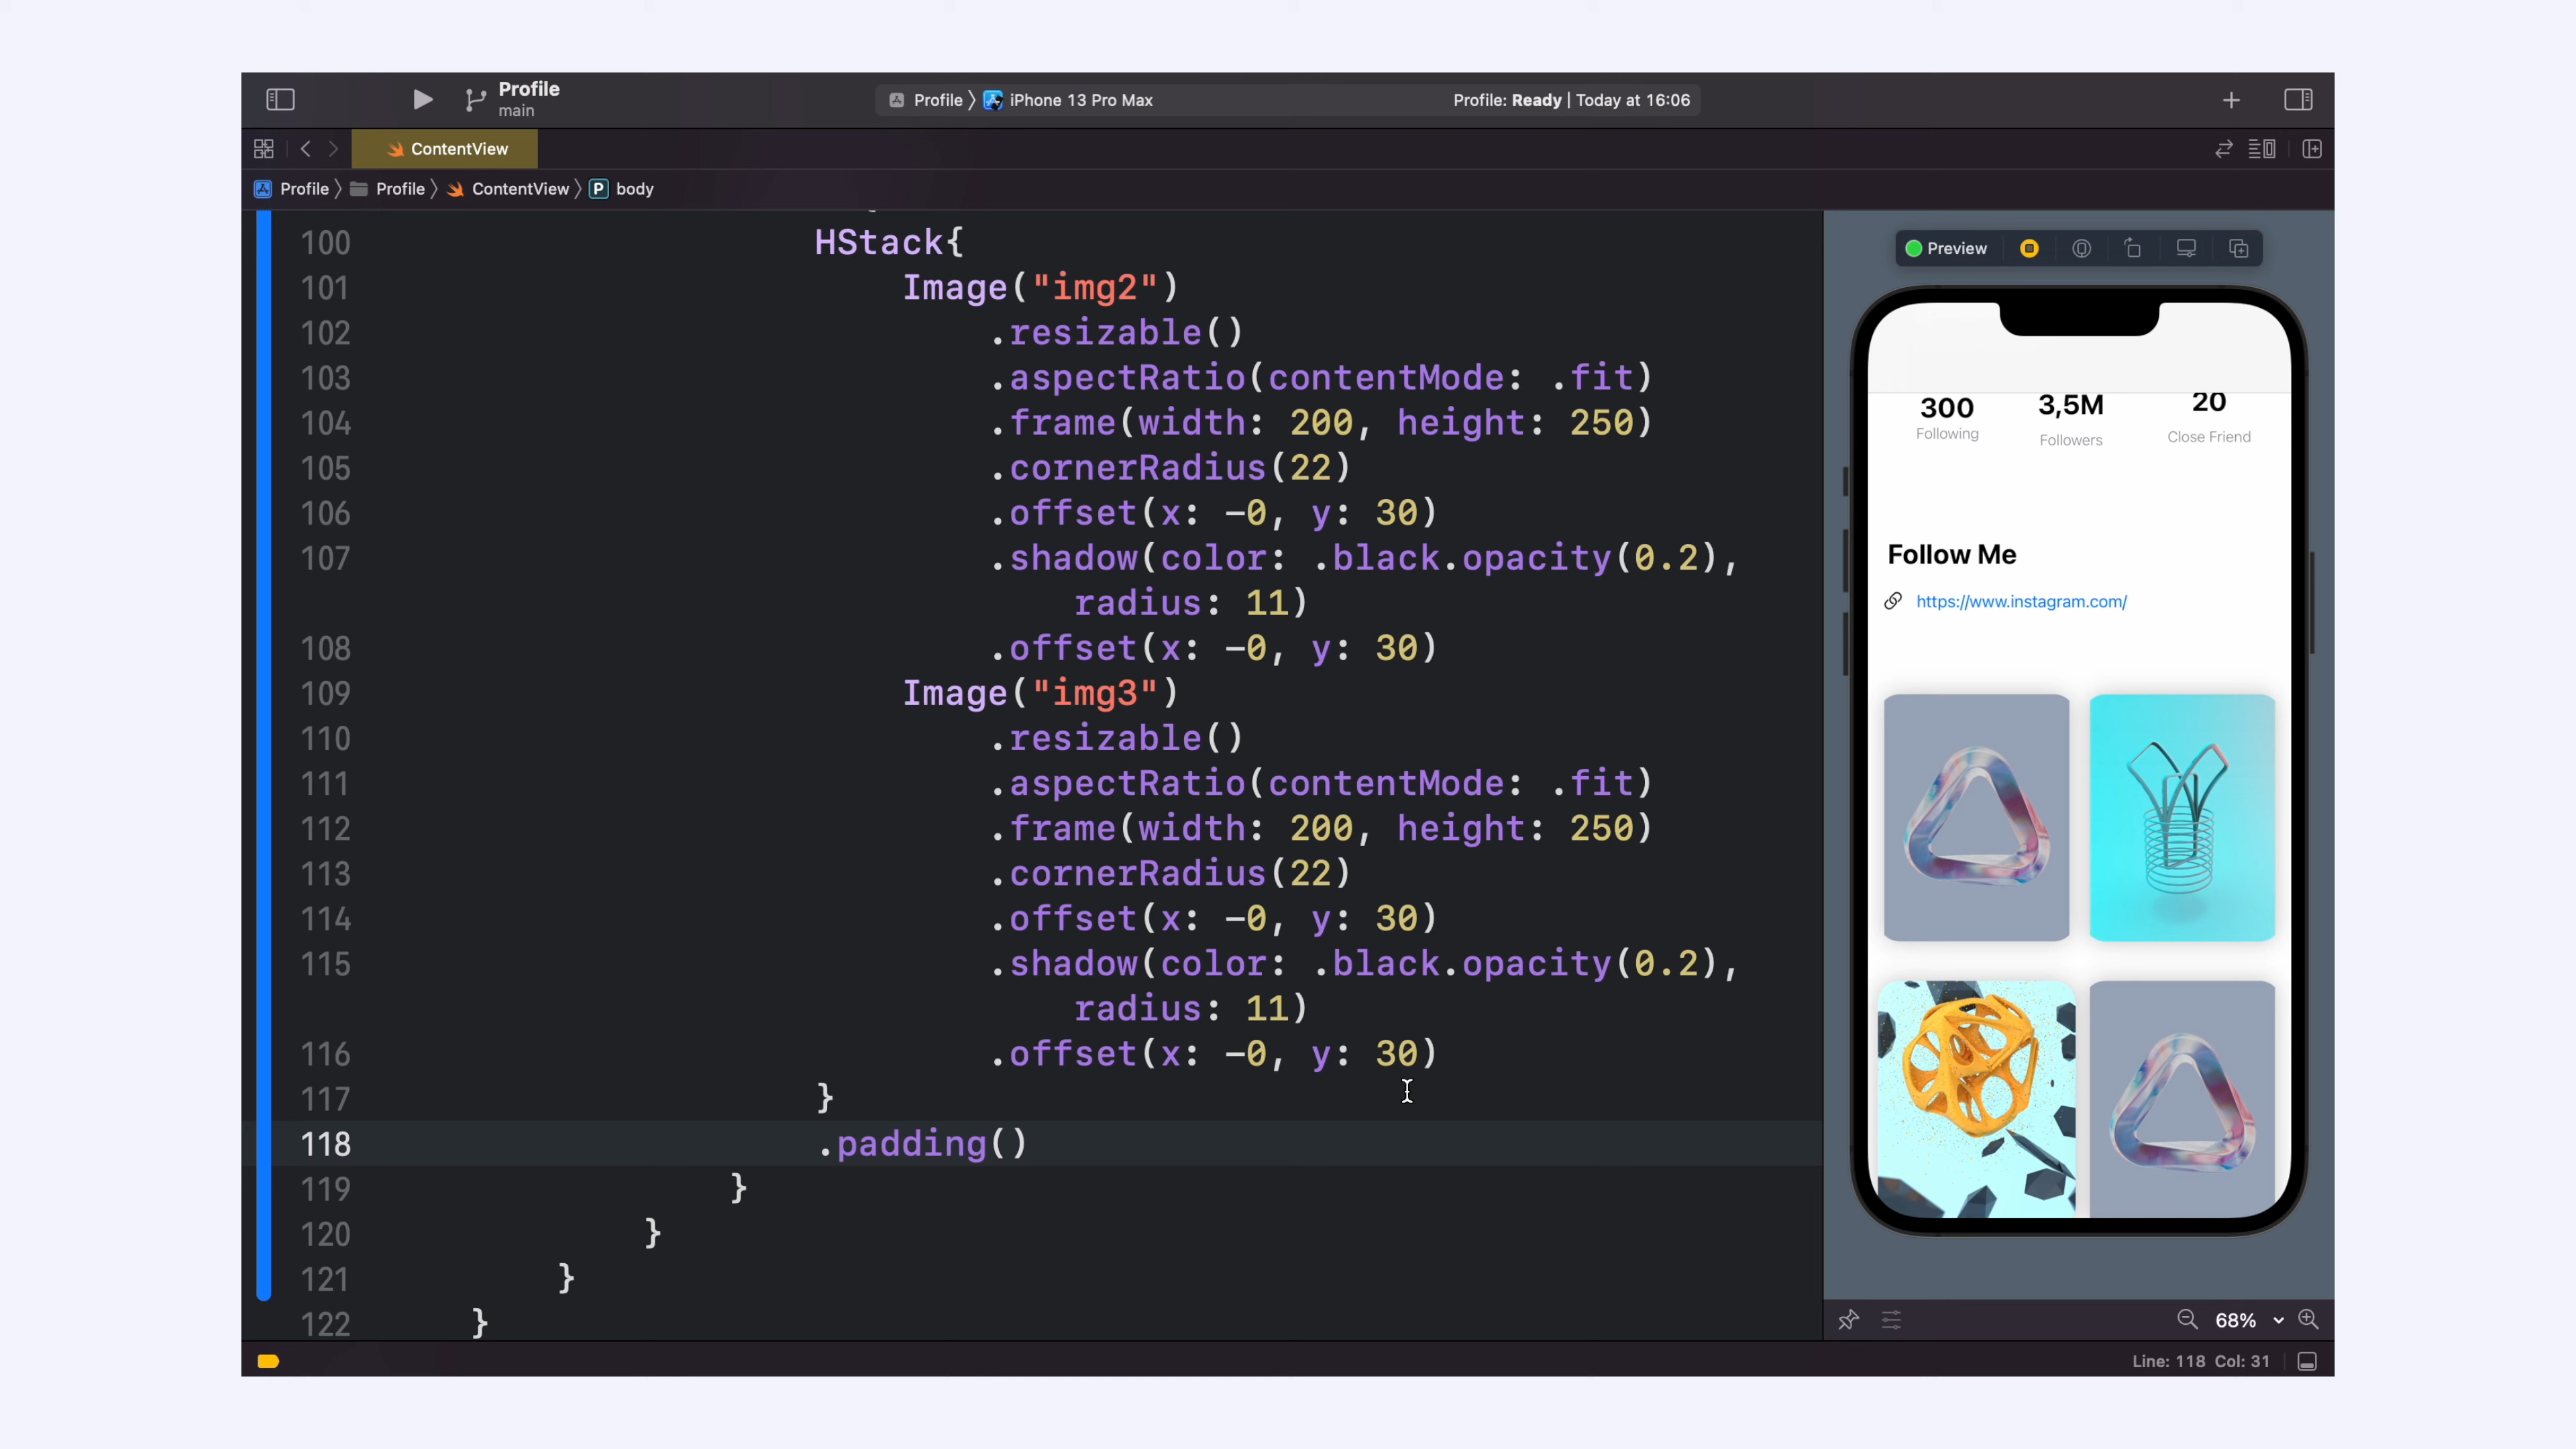 Profile
main
Profile 〉 iPhone 13 Pro Max
Profile: Ready | Today at 16:06
ContentView
Profile 〉 Profile 〉 ContentView 〉 P body
100 HStack{
101 Image("img2")
102 .resizable()
103 .aspectRatio(contentMode: .fit)
104 .frame(width: 200, height: 250)
105 .cornerRadius(22)
106 .offset(x: -0, y: 30)
107 .shadow(color: .black.opacity(0.2),
radius: 11)
108 .offset(x: -0, y: 30)
109 Image("img3")
110 .resizable()
111 .aspectRatio(contentMode: .fit)
112 .frame(width: 200, height: 250)
113 .cornerRadius(22)
114 .offset(x: -0, y: 30)
115 .shadow(color: .black.opacity(0.2),
radius: 11)
116 .offset(x: -0, y: 30)
117 }
118 .padding()
119 }
120 }
121 }
122 }
Preview
300 3,5M 20
Following Followers Close Friend
Follow Me
https://www.instagram.com/
68%
Line: 118 Col: 31